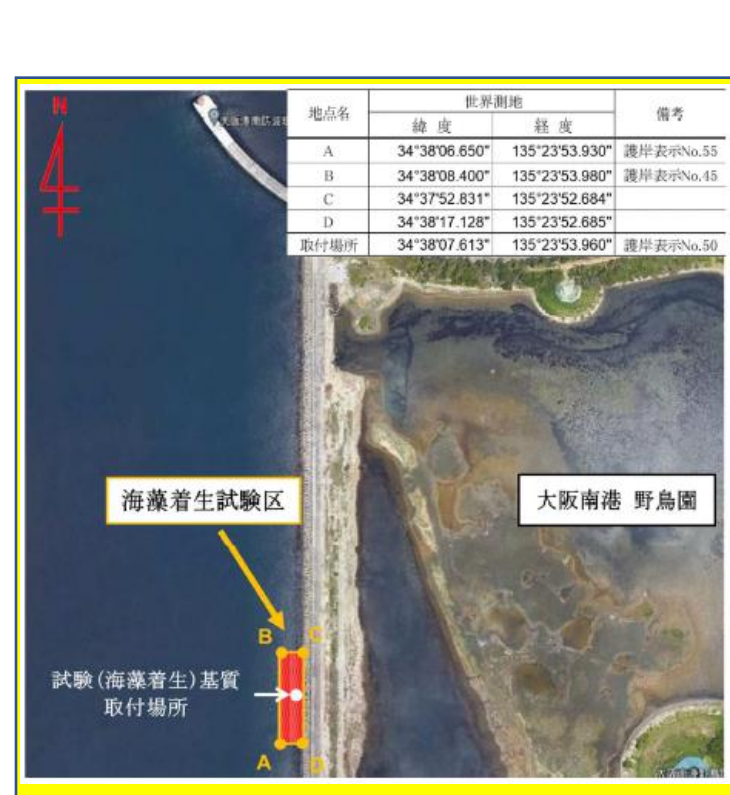 N
地点名 世界測地 備考
緯 度 経 度
A 34°38'06.650" 135°23'53.930" 護岸表示No.55
B 34°38'08.400" 135°23'53.980" 護岸表示No.45
C 34°37'52.831" 135°23'52.684"
D 34°38'17.128" 135°23'52.685"
取付場所 34°38'07.613" 135°23'53.960" 護岸表示No.50
海藻着生試験区
大阪南港 野鳥園
B C
試験(海藻着生)基質
取付場所
A D